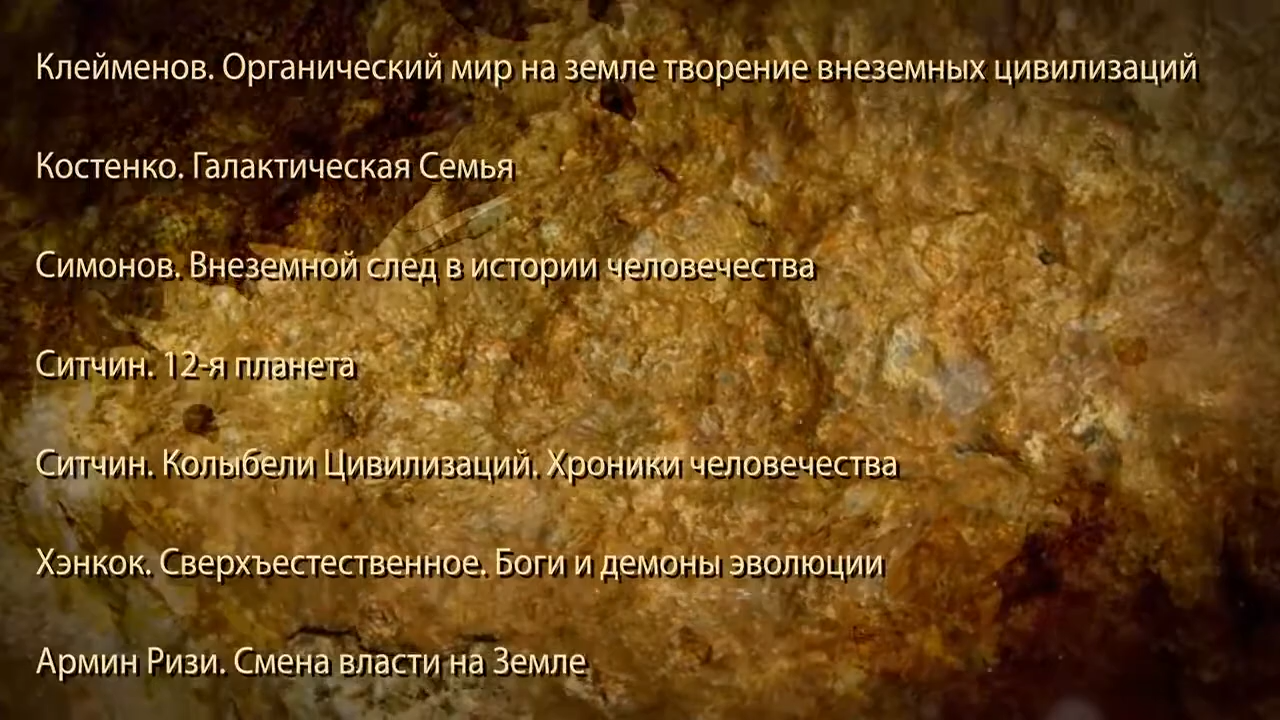 Клейменов. Органический мир на земле творение внеземных цивилизаций
Костенко. Галактическая Семья
Симонов. Внеземной след в истории человечества
Ситчин. 12-я планета
Ситчин. Колыбели Цивилизаций. Хроники человечества
Хэнкок. Сверхъестественное. Боги и демоны эволюции
Армин Ризи. Смена власти на Земле